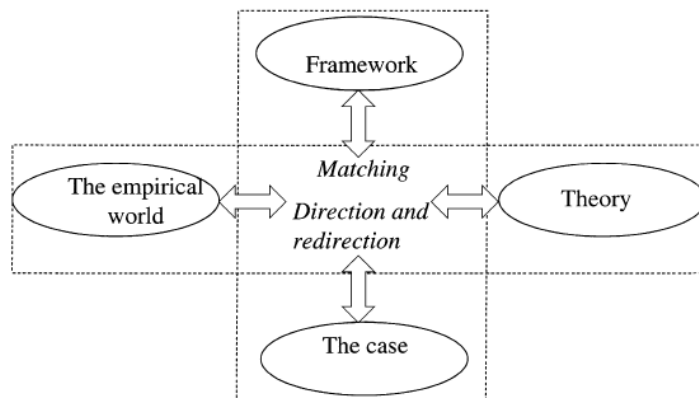 Framework
Matching
The empirical
world
Direction and
redirection
Theory
The case